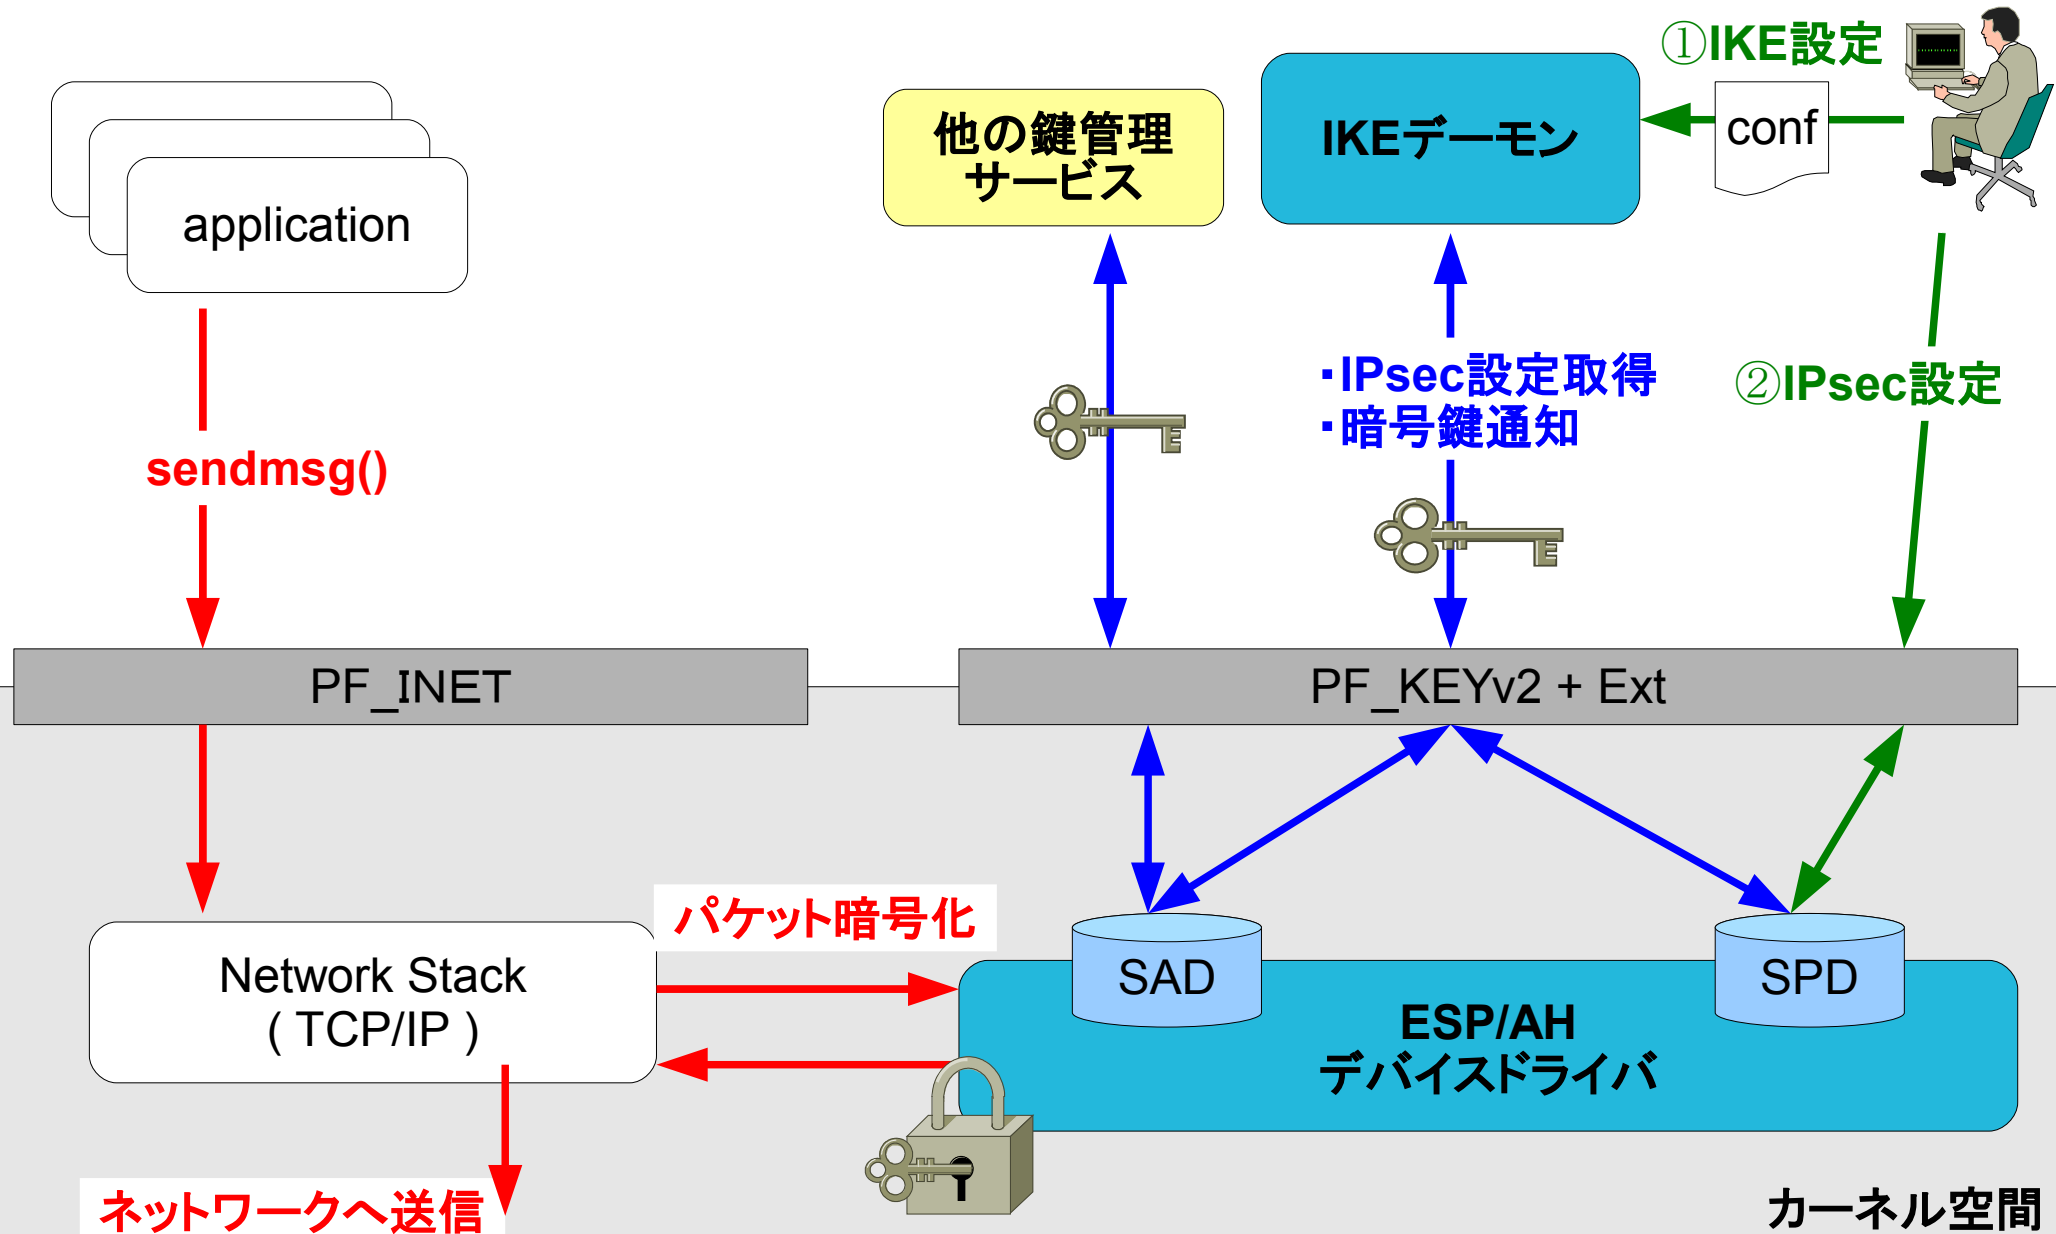 ①IKE設定
conf
他の鍵管理
サービス
IKEデーモン
application
・IPsec設定取得
・暗号鍵通知
②IPsec設定
sendmsg()
PF_INET
PF_KEYv2 + Ext
パケット暗号化
Network Stack
( TCP/IP )
SAD
SPD
ESP/AH
デバイスドライバ
ネットワークへ送信
カーネル空間